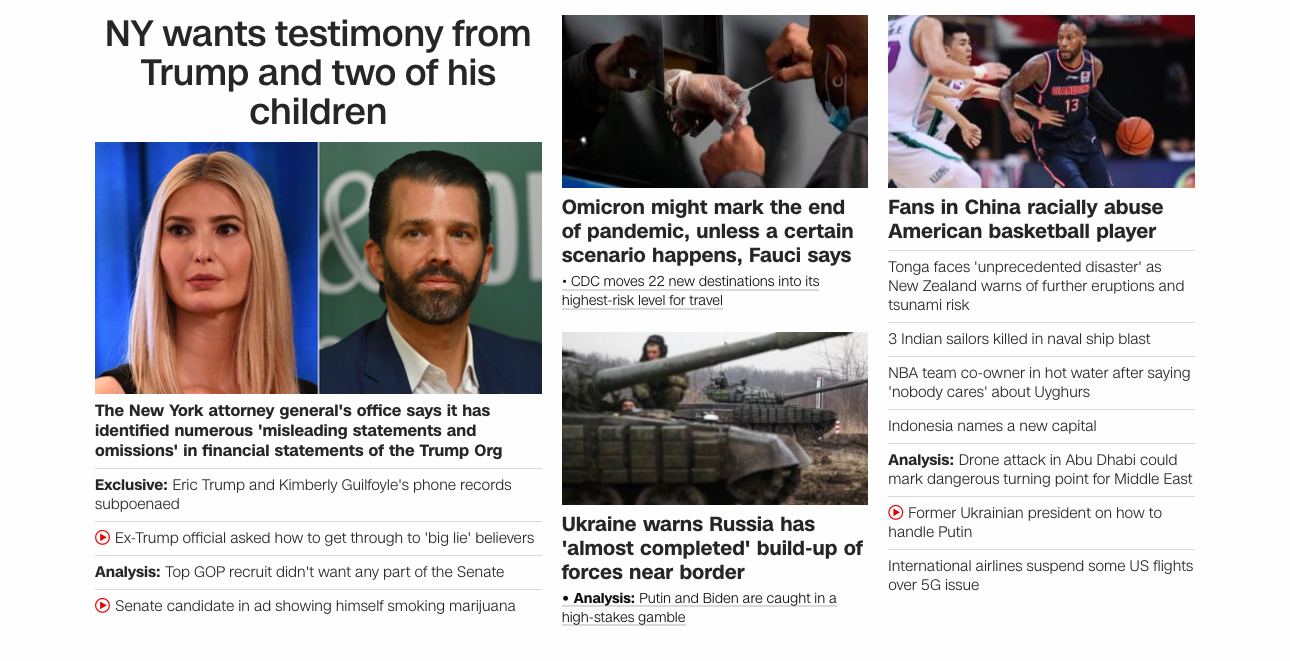 NY wants testimony from
Trump and two of his
children
The New York attorney general's office says it has
identified numerous 'misleading statements and
omissions' in financial statements of the Trump Org
Exclusive: Eric Trump and Kimberly Guilfoyle's phone records
subpoenaed
Ex-Trump official asked how to get through to 'big lie' believers
Analysis: Top GOP recruit didn't want any part of the Senate
Senate candidate in ad showing himself smoking marijuana
Omicron might mark the end
of pandemic, unless a certain
scenario happens, Fauci says
• CDC moves 22 new destinations into its
highest-risk level for travel
Ukraine warns Russia has
'almost completed' build-up of
forces near border
• Analysis: Putin and Biden are caught in a
high-stakes gamble
13
Fans in China racially abuse
American basketball player
Tonga faces 'unprecedented disaster' as
New Zealand warns of further eruptions and
tsunami risk
3 Indian sailors killed in naval ship blast
NBA team co-owner in hot water after saying
'nobody cares' about Uyghurs
Indonesia names a new capital
Analysis: Drone attack in Abu Dhabi could
mark dangerous turning point for Middle East
Former Ukrainian president on how to
handle Putin
International airlines suspend some US flights
over 5G issue